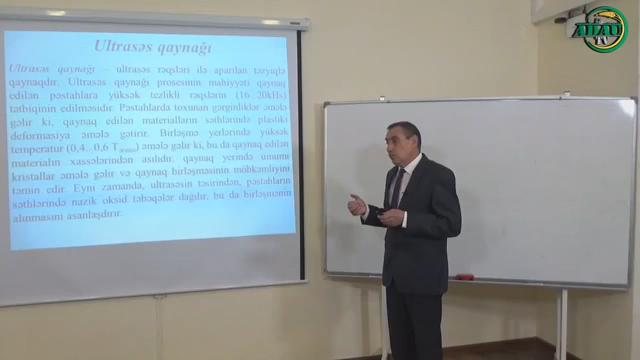 Ultrasəs qaynağı
Ultrasəs qaynağı – ultrasəs rəqsləri ilə aparılan təzyiqlə
qaynaqdır. Ultrasəs qaynağı prosesinin mahiyyəti qaynaq
edilən pəstahlara yüksək tezlikli rəqslərin (16...20kHs)
tətbiqinin edilməsidir. Pəstahlarda toxunan gərginliklər əmələ
gəlir ki, qaynaq edilən materialların səthlərində plastiki
deformasiya əmələ gətirir. Birləşmə yerlərində yüksək
temperatur (0,4...0,6 T) əmələ gəlir ki, bu da qaynaq edilən
materialın xassələrindən asılıdır. qaynaq yerində ümumi
kristallar əmələ gəlir və qaynaq birləşməsinin möhkəmliyini
təmin edir. Eyni zamanda, ultrasəsin təsirindən, pəstahların
səthlərində nazik oksid təbəqələr dağılır, bu da birləşmənin
alınmasını asanlaşdırır.
ADAU
TV